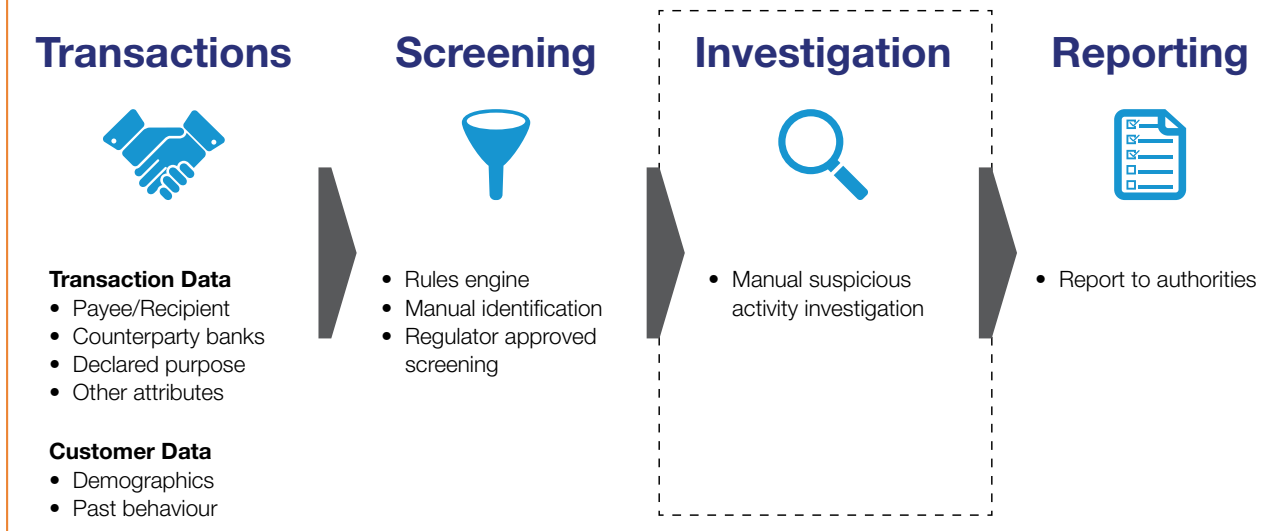 Transactions
Transaction Data
• Payee/Recipient
• Counterparty banks
• Declared purpose
• Other attributes
Customer Data
• Demographics
• Past behaviour
Screening
• Rules engine
• Manual identification
• Regulator approved
screening
Investigation
• Manual suspicious
activity investigation
Reporting
• Report to authorities